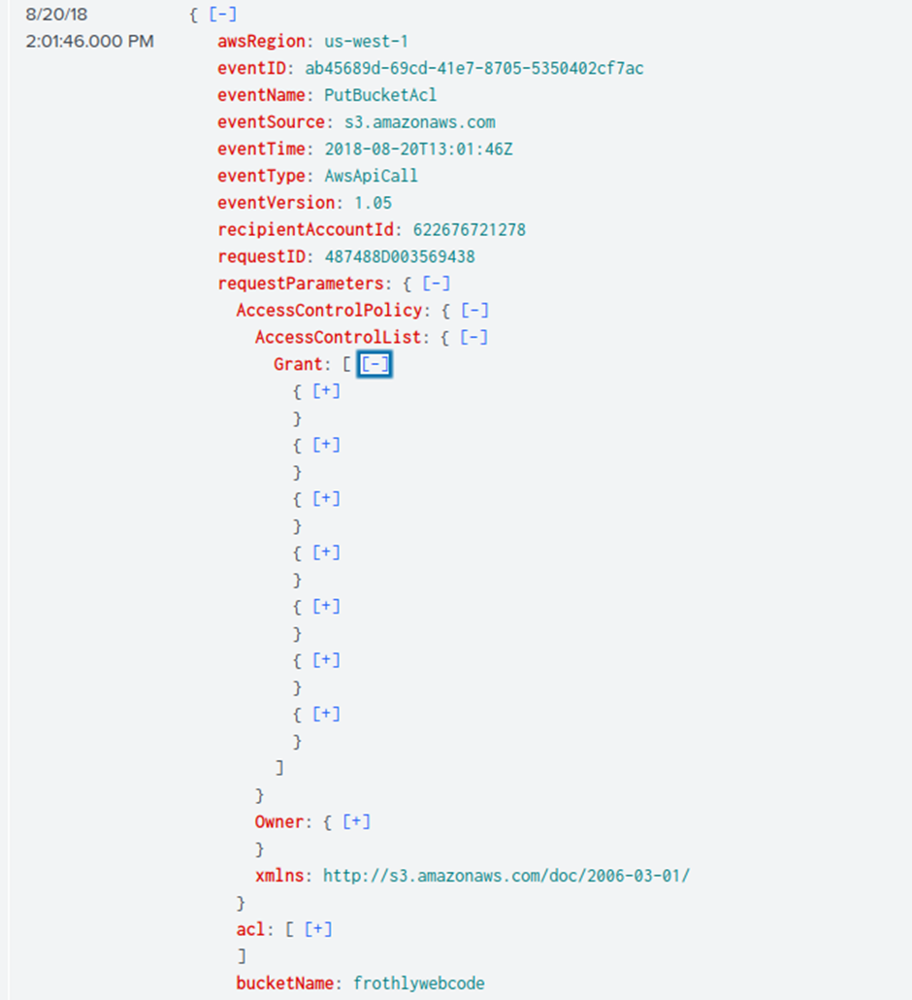 8/20/18 { [-]
2:01:46.000 PM awsRegion: us-west-1
eventID: ab45689d-69cd-41e7-8705-5350402cf7ac
eventName: PutBucketAcl
eventSource: s3.amazonaws.com
eventTime: 2018-08-20T13:01:46Z
eventType: AwsApiCall
eventVersion: 1.05
recipientAccountId: 622676721278
requestID: 487488D003569438
requestParameters: { [-]
AccessControlPolicy: { [-]
AccessControlList: { [-]
Grant: [ [-]
{ [+]
}
{ [+]
}
{ [+]
}
{ [+]
}
{ [+]
}
{ [+]
}
{ [+]
}
]
}
Owner: { [+]
}
xmlns: http://s3.amazonaws.com/doc/2006-03-01/
}
acl: [ [+]
]
bucketName: frothlywebcode